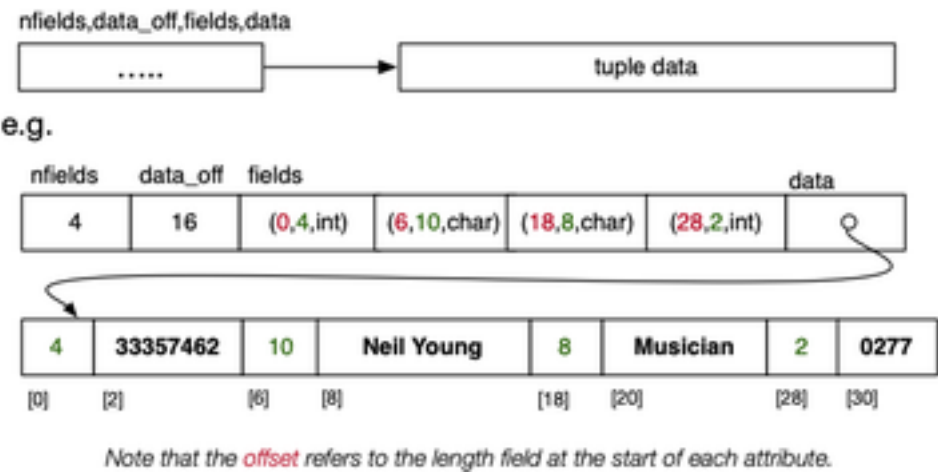 nfields,data_off,fields,data
..... tuple data
e.g.
nfields data_off fields data
4 16 (0,4,int) (6,10,char) (18,8,char) (28,2,int)
4 33357462 10 Neil Young 8 Musician 2 0277
[0] [2] [6] [8] [18] [20] [28] [30]
Note that the offset refers to the length field at the start of each attribute.